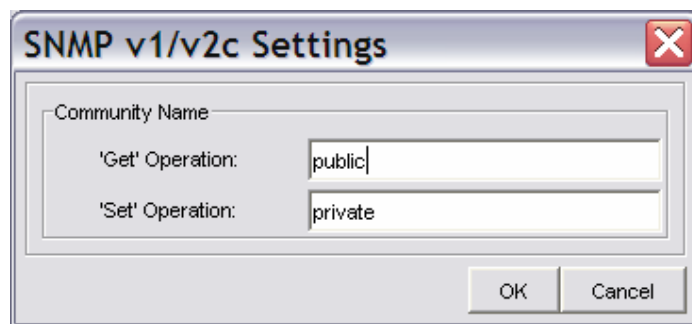 SNMP v1/v2c Settings
Community Name
'Get' Operation: public
'Set' Operation: private
OK Cancel